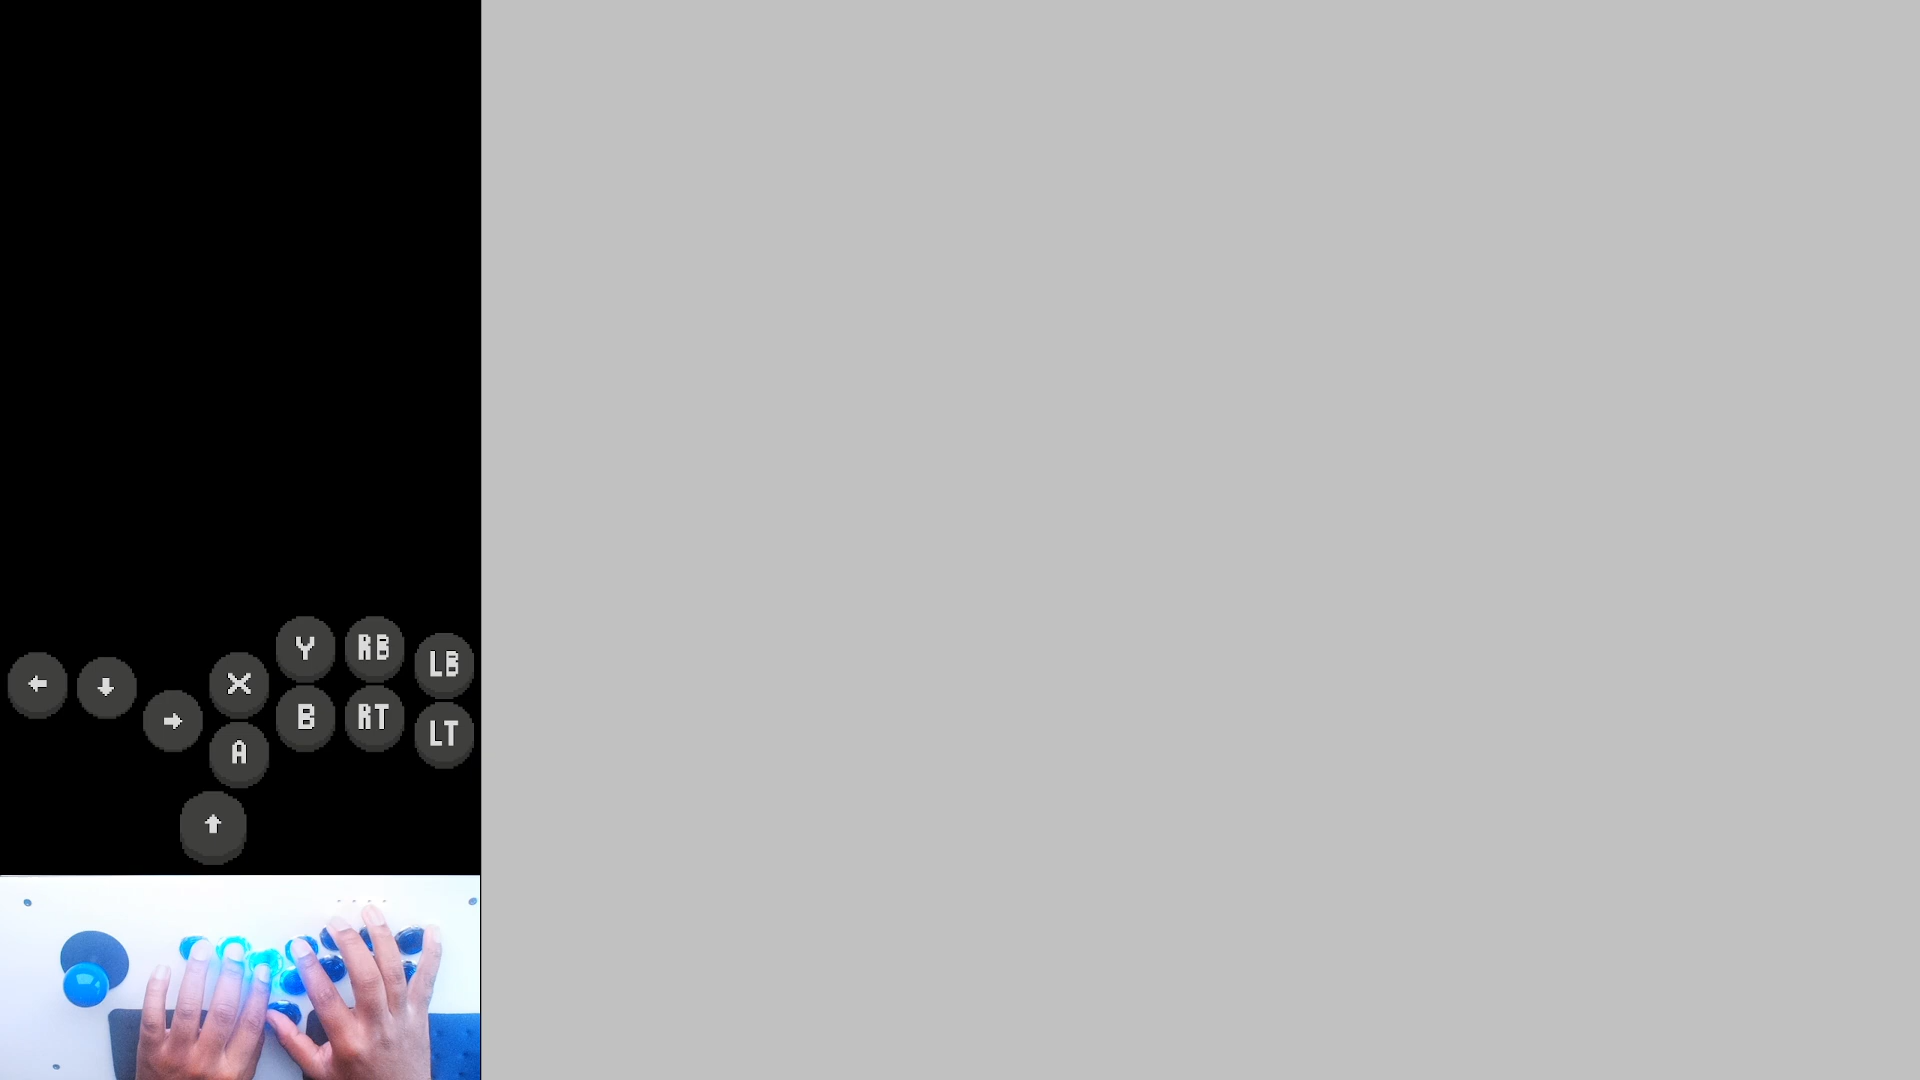 Y RB LB
← ↓ X
→ B RT LT
A
↑